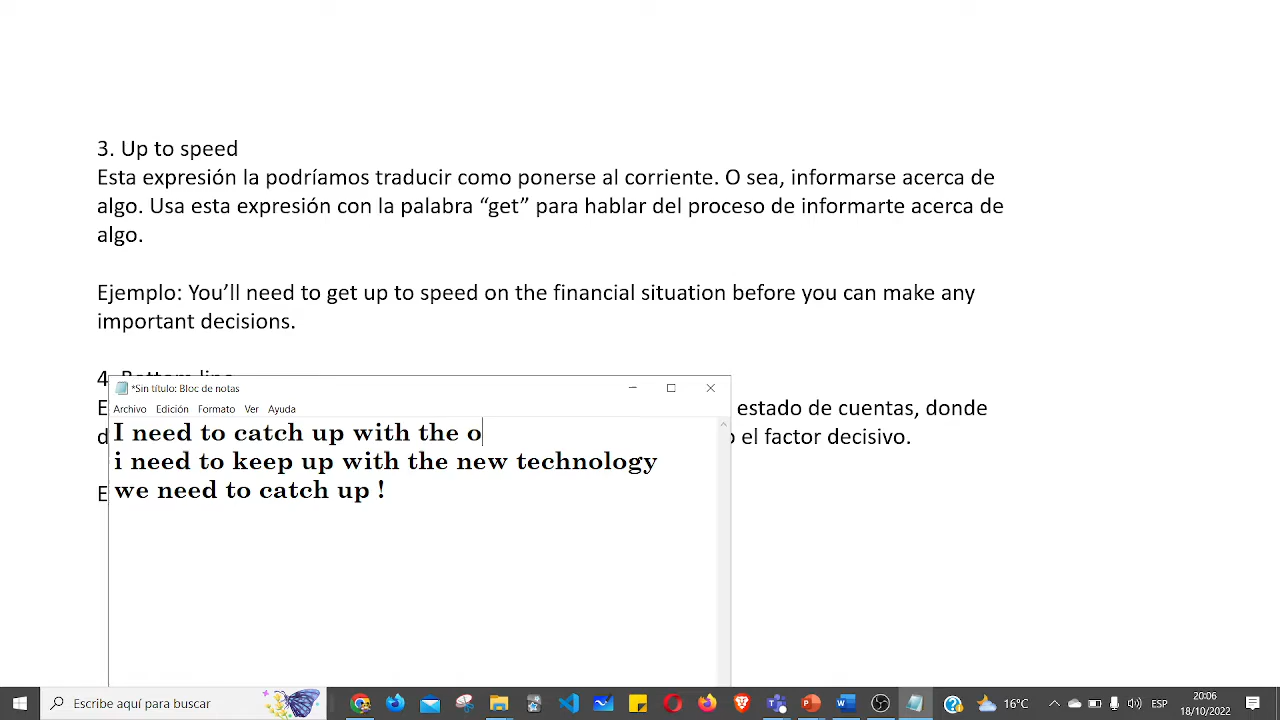 3. Up to speed
Esta expresión la podríamos traducir como ponerse al corriente. O sea, informarse acerca de
algo. Usa esta expresión con la palabra “get” para hablar del proceso de informarte acerca de
algo.
Ejemplo: You’ll need to get up to speed on the financial situation before you can make any
important decisions.
4. Bottom line
*Sin título: Bloc de notas
Archivo Edición Formato Ver Ayuda
E estado de cuentas, donde
I need to catch up with the o
d el factor decisivo.
i need to keep up with the new technology
we need to catch up !
E
Escribe aquí para buscar
16°C
ESP
20:06
18/10/2022